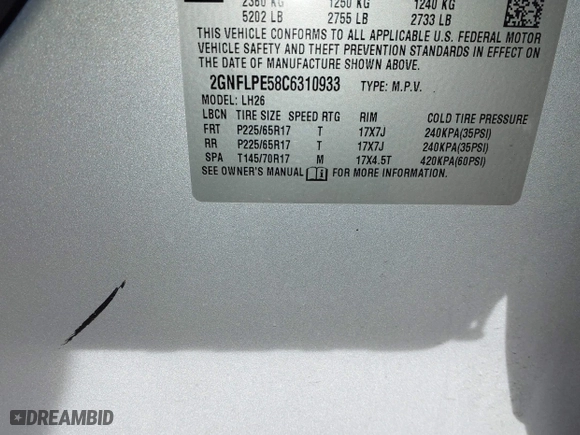 2360 KG 1250 KG 1240 KG
5202 LB 2755 LB 2733 LB
THIS VEHICLE CONFORMS TO ALL APPLICABLE U.S. FEDERAL MOTOR
VEHICLE SAFETY AND THEFT PREVENTION STANDARDS IN EFFECT ON
THE DATE OF MANUFACTURE SHOWN ABOVE.
2GNFLPE58C6310933 TYPE: M.P.V.
MODEL: LH26
LBCN TIRE SIZE SPEED RTG RIM COLD TIRE PRESSURE
FRT P225/65R17 T 17X7J 240KPA(35PSI)
RR P225/65R17 T 17X7J 240KPA(35PSI)
SPA T145/70R17 M 17X4.5T 420KPA(60PSI)
SEE OWNER'S MANUAL FOR MORE INFORMATION.
DREAMBID